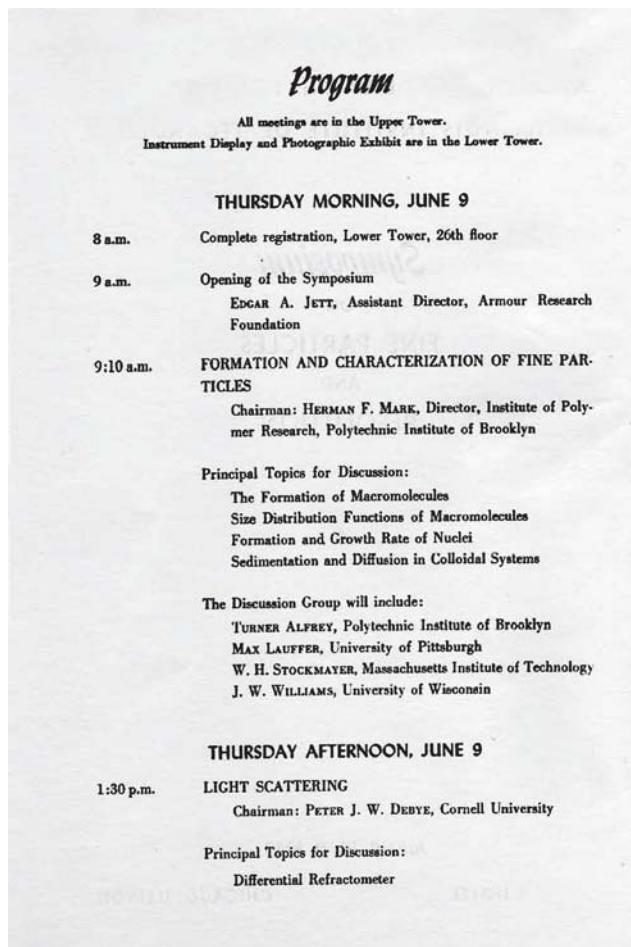 Program
All meetings are in the Upper Tower.
Instrument Display and Photographic Exhibit are in the Lower Tower.
THURSDAY MORNING, JUNE 9
8 a.m. Complete registration, Lower Tower, 26th floor
9 a.m. Opening of the Symposium
EDGAR A. JETT, Assistant Director, Armour Research
Foundation
9:10 a.m. FORMATION AND CHARACTERIZATION OF FINE PAR-
TICLES
Chairman: HERMAN F. MARK, Director, Institute of Poly-
mer Research, Polytechnic Institute of Brooklyn
Principal Topics for Discussion:
The Formation of Macromolecules
Size Distribution Functions of Macromolecules
Formation and Growth Rate of Nuclei
Sedimentation and Diffusion in Colloidal Systems
The Discussion Group will include:
TURNER ALFREY, Polytechnic Institute of Brooklyn
MAX LAUFFER, University of Pittsburgh
W. H. STOCKMAYER, Massachusetts Institute of Technology
J. W. WILLIAMS, University of Wisconsin
THURSDAY AFTERNOON, JUNE 9
1:30 p.m. LIGHT SCATTERING
Chairman: PETER J. W. DEBYE, Cornell University
Principal Topics for Discussion:
Differential Refractometer